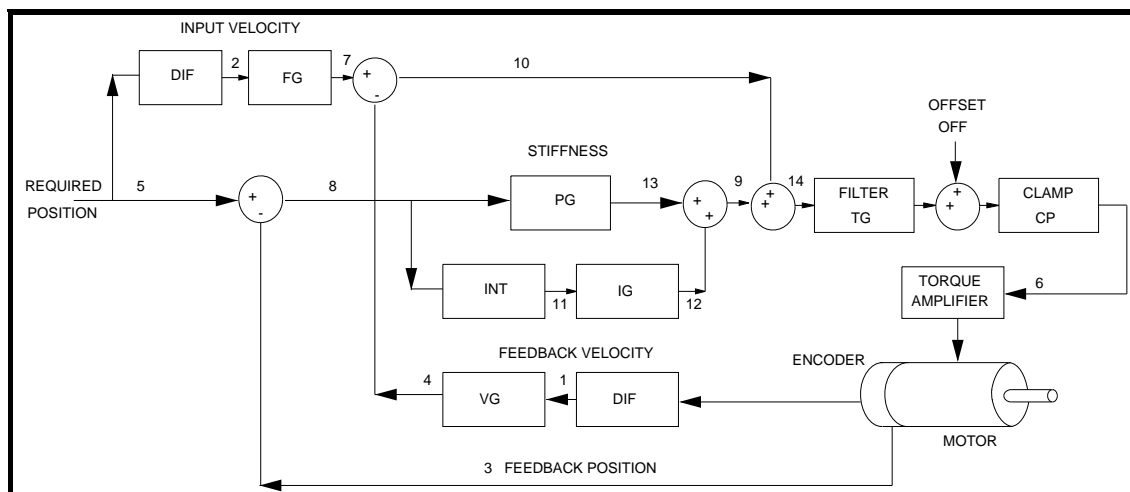 INPUT VELOCITY
DIF
2
FG
7
+
-
10
OFFSET
OFF
REQUIRED
POSITION
5
+
-
8
STIFFNESS
PG
13
+
+
9
+
+
14
FILTER
TG
+
+
CLAMP
CP
INT
11
IG
12
TORQUE
AMPLIFIER
6
FEEDBACK VELOCITY
4
VG
1
DIF
ENCODER
MOTOR
3 FEEDBACK POSITION